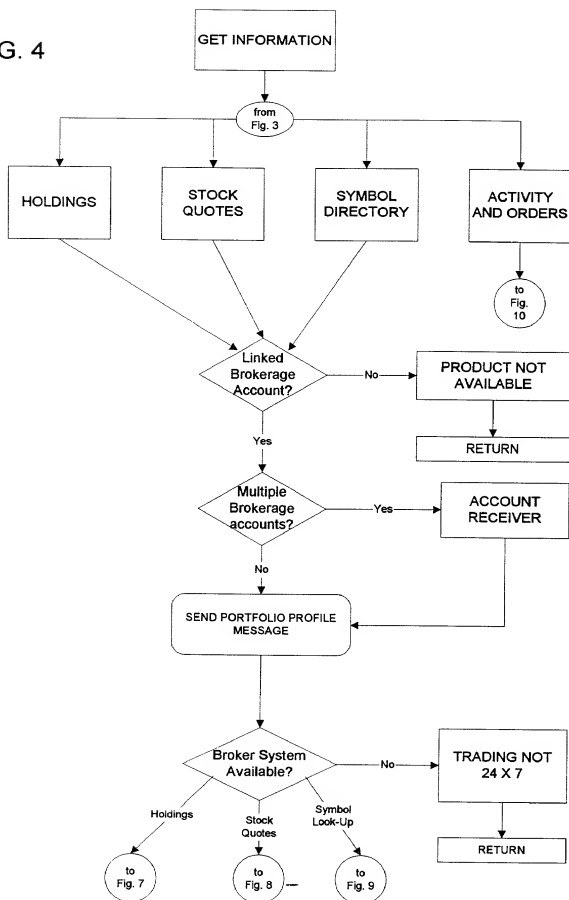 G. 4
GET INFORMATION
from
Fig. 3
HOLDINGS
STOCK
QUOTES
SYMBOL
DIRECTORY
ACTIVITY
AND ORDERS
to
Fig.
10
Linked
Brokerage
Account?
No
PRODUCT NOT
AVAILABLE
RETURN
Yes
Multiple
Brokerage
accounts?
Yes
ACCOUNT
RECEIVER
No
SEND PORTFOLIO PROFILE
MESSAGE
Broker System
Available?
No
TRADING NOT
24 X 7
RETURN
Holdings
Stock
Quotes
Symbol
Look-Up
to
Fig. 7
to
Fig. 8
to
Fig. 9